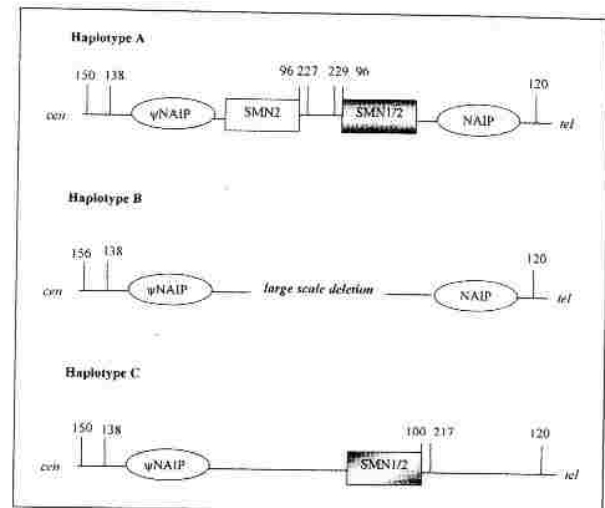 Haplotype A
150 138 96 227 229 96 120
cen ψNAIP SMN2 SMN1/2 NAIP tel
Haplotype B
156 138 120
cen ψNAIP large scale deletion NAIP tel
Haplotype C
150 138 100 217 120
cen ψNAIP SMN1/2 tel